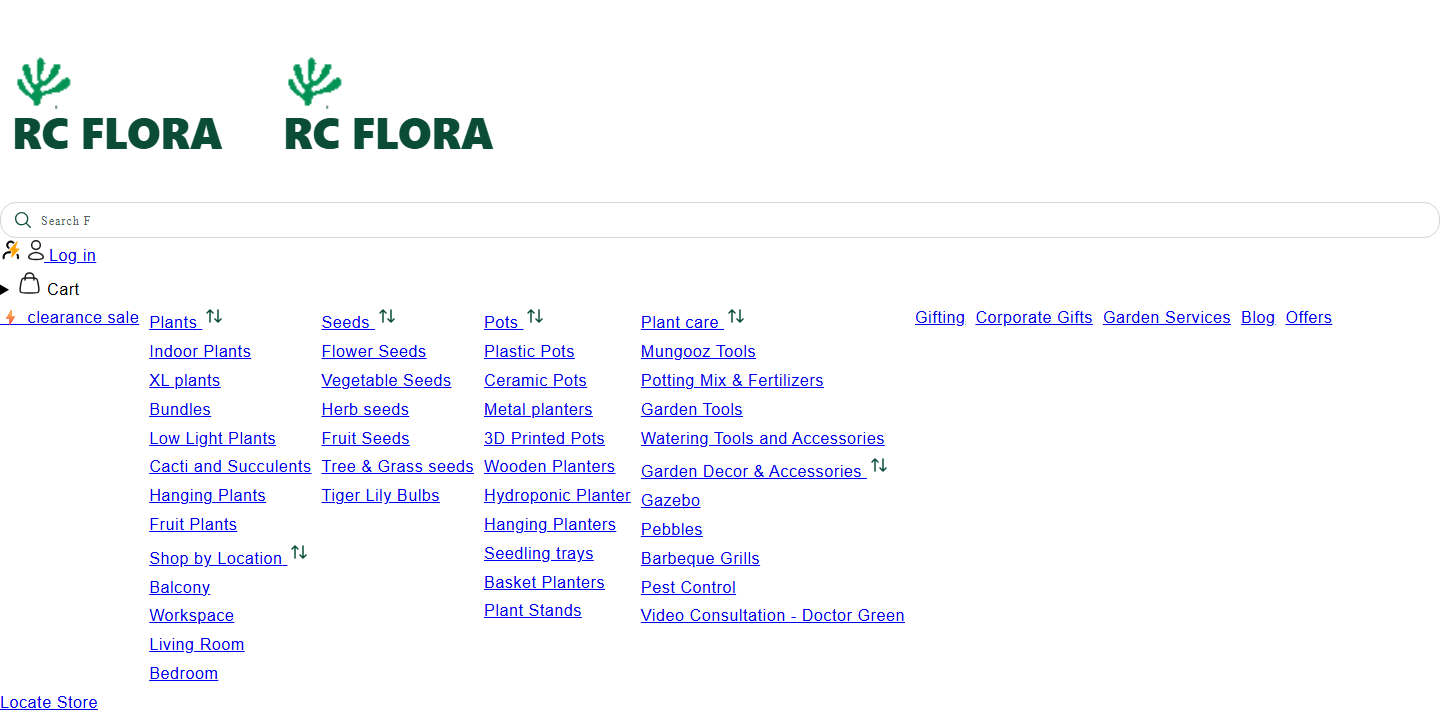 RC FLORA
RC FLORA
Search F
Log in
Cart
clearance sale
Plants
Indoor Plants
XL plants
Bundles
Low Light Plants
Cacti and Succulents
Hanging Plants
Fruit Plants
Shop by Location
Balcony
Workspace
Living Room
Bedroom
Seeds
Flower Seeds
Vegetable Seeds
Herb seeds
Fruit Seeds
Tree & Grass seeds
Tiger Lily Bulbs
Pots
Plastic Pots
Ceramic Pots
Metal planters
3D Printed Pots
Wooden Planters
Hydroponic Planter
Hanging Planters
Seedling trays
Basket Planters
Plant Stands
Plant care
Mungooz Tools
Potting Mix & Fertilizers
Garden Tools
Watering Tools and Accessories
Garden Decor & Accessories
Gazebo
Pebbles
Barbeque Grills
Pest Control
Video Consultation - Doctor Green
Gifting
Corporate Gifts
Garden Services
Blog
Offers
Locate Store